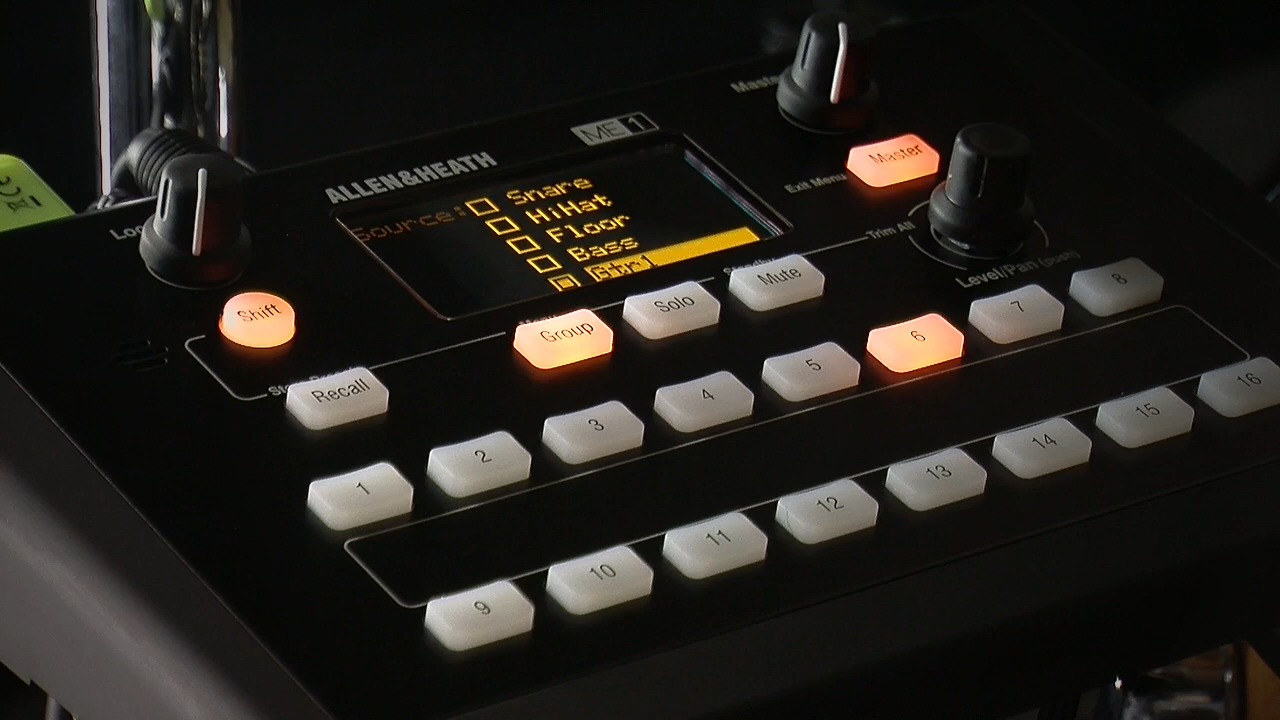 ME 1
ALLEN&HEATH
Source:
Snare
HiHat
Floor
Bass
Gtr1
Master
Exit Menu
Trim All
Level/Pan (push)
Shift
Group
Solo
Mute
Recall
1 2 3 4 5 6 7 8
9 10 11 12 13 14 15 16